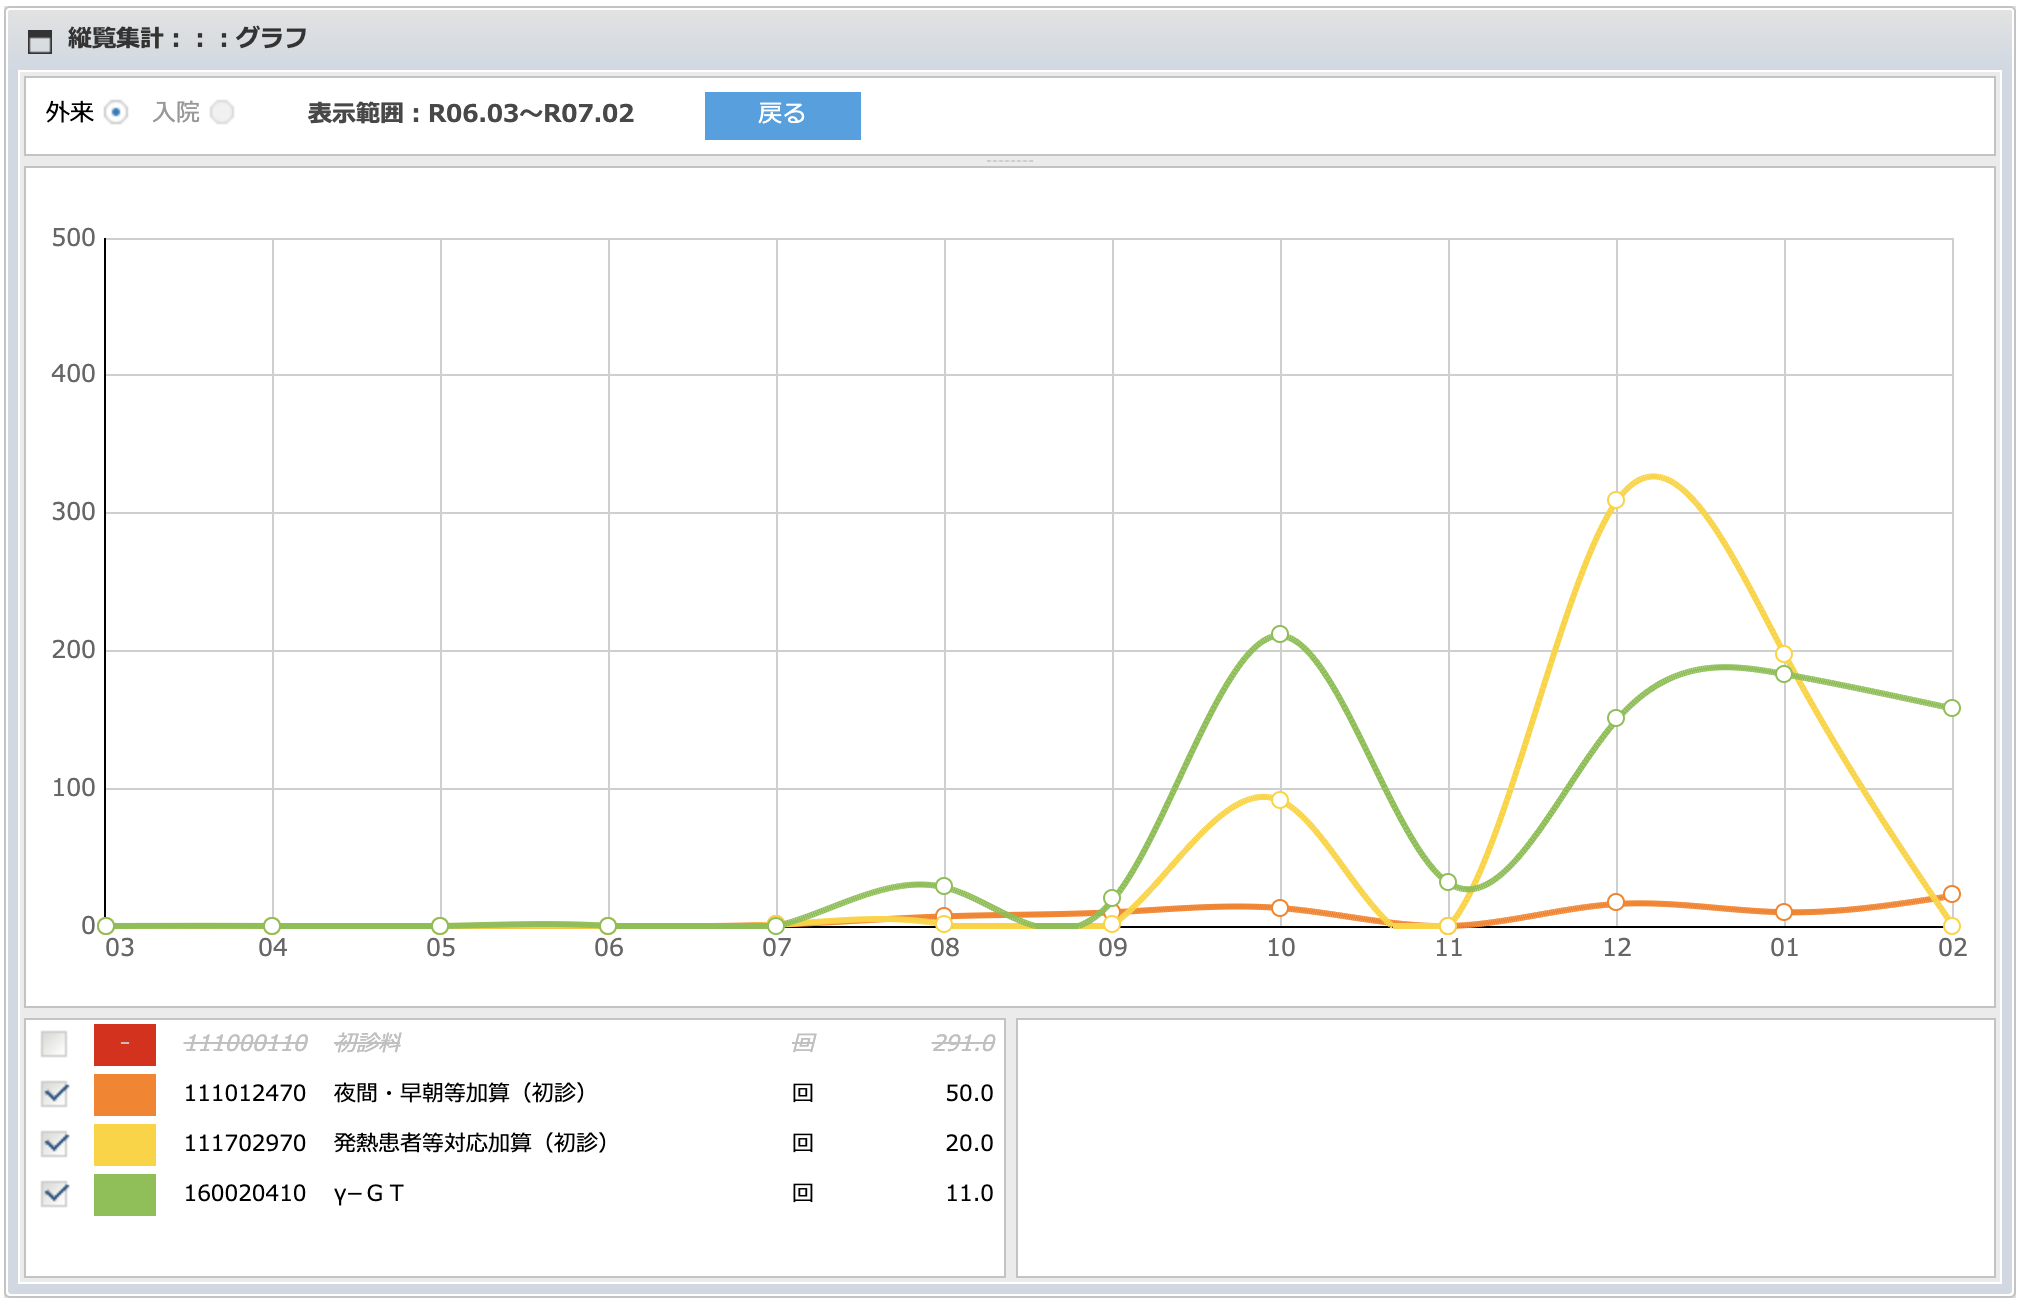 縦覧集計：：：グラフ
外来 入院 表示範囲：R06.03～R07.02 戻る
500
400
300
200
100
0
03 04 05 06 07 08 09 10 11 12 01 02
- 111000110 初診料 回 291.0
111012470 夜間・早朝等加算（初診） 回 50.0
111702970 発熱患者等対応加算（初診） 回 20.0
160020410 γ−ＧＴ 回 11.0